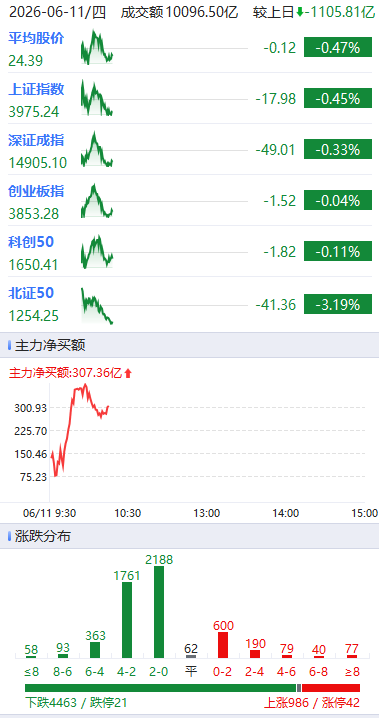 2026-06-11/四 成交额10096.50亿 较上日-1105.81亿
平均股价
24.39 -0.12 -0.47%
上证指数
3975.24 -17.98 -0.45%
深证成指
14905.10 -49.01 -0.33%
创业板指
3853.28 -1.52 -0.04%
科创50
1650.41 -1.82 -0.11%
北证50
1254.25 -41.36 -3.19%
主力净买额
主力净买额:307.36亿
300.93
225.70
150.46
75.23
06/11 9:30 10:30 13:00 14:00 15:00
涨跌分布
58 93 363 1761 2188 62 600 190 79 40 77
≤8 8-6 6-4 4-2 2-0 平 0-2 2-4 4-6 6-8 ≥8
下跌4463 / 跌停21 上涨986 / 涨停42